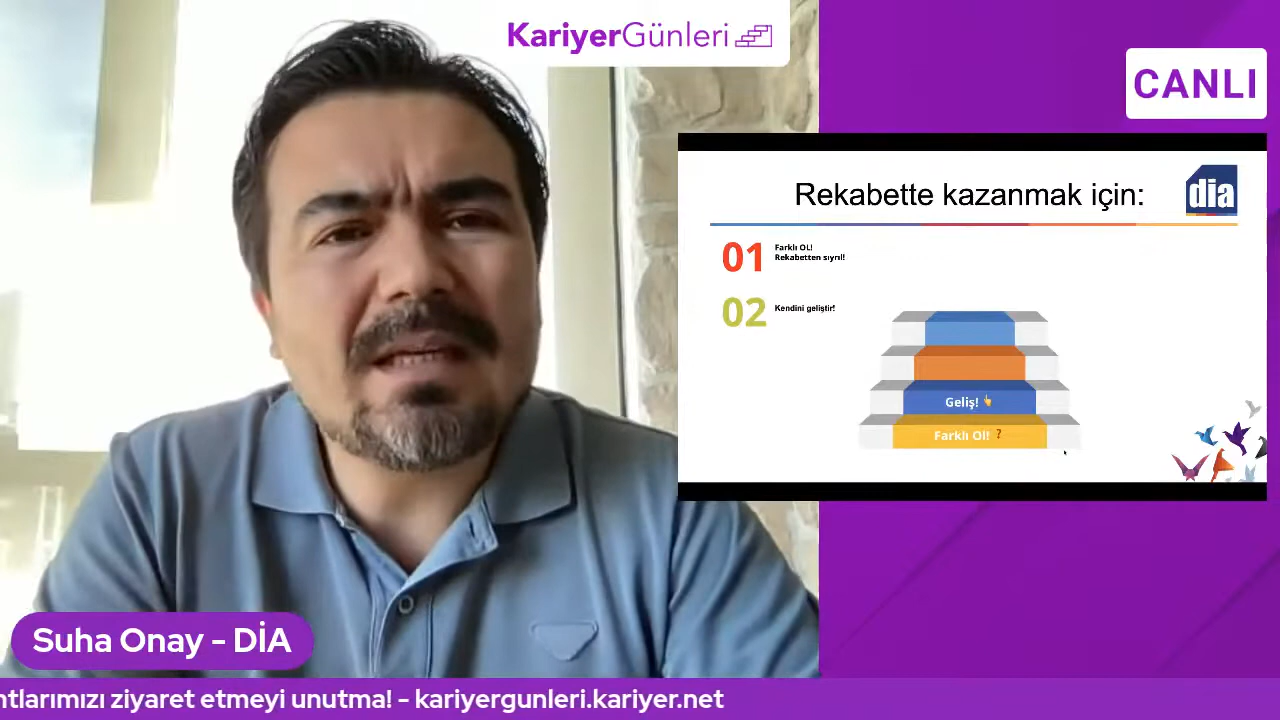 KariyerGünleri
CANLI
Rekabette kazanmak için:
dia
01
Farklı OL!
Rekabetten sıyrıl!
02
Kendini geliştir!
Geliş!
Farklı Ol! ?
Suha Onay - DİA
ntlarımızı ziyaret etmeyi unutma! - kariyergunleri.kariyer.net